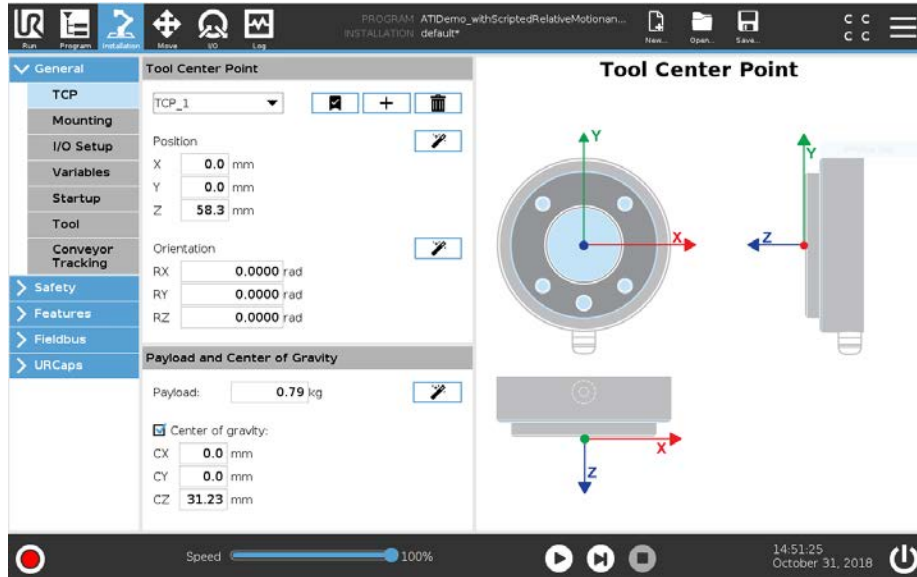 UR
PROGRAM ATIDemo_withScriptedRelativeMotionan...
INSTALLATION default*
Run Program Installation Move I/O Log New... Open... Save...
C C
C C
General
TCP
Mounting
I/O Setup
Variables
Startup
Tool
Conveyor
Tracking
Safety
Features
Fieldbus
URCaps
Tool Center Point
TCP_1
Position
X 0.0 mm
Y 0.0 mm
Z 58.3 mm
Orientation
RX 0.0000 rad
RY 0.0000 rad
RZ 0.0000 rad
Payload and Center of Gravity
Payload: 0.79 kg
Center of gravity:
CX 0.0 mm
CY 0.0 mm
CZ 31.23 mm
Tool Center Point
Y
X
Y
Z
X
Z
Speed 100%
14:51:25
October 31, 2018